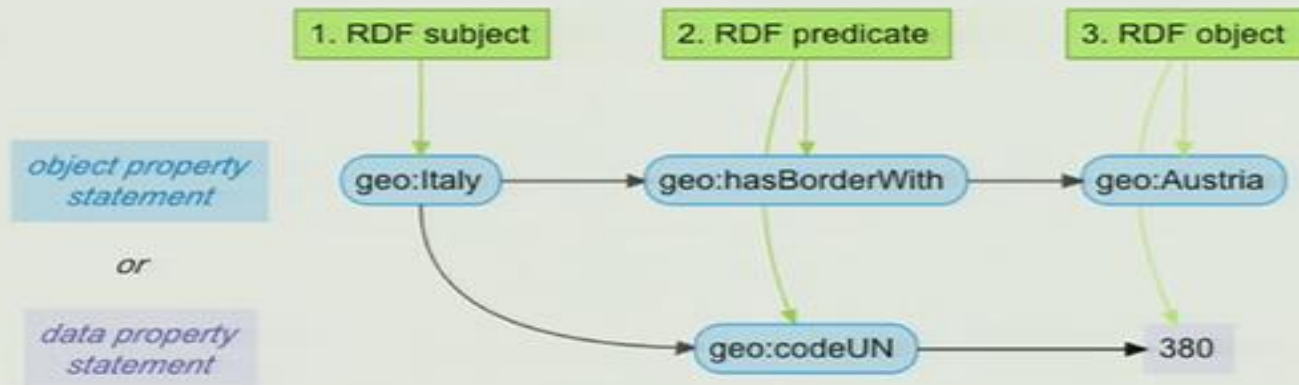 1. RDF subject
2. RDF predicate
3. RDF object
object property
statement
geo:Italy
geo:hasBorderWith
geo:Austria
or
data property
statement
geo:codeUN
380